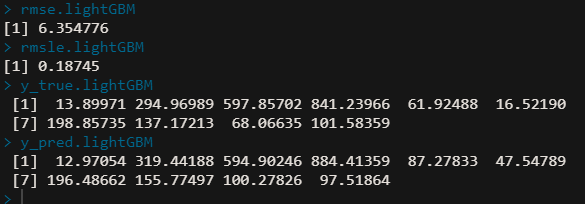 > rmse.lightGBM
[1] 6.354776
> rmsle.lightGBM
[1] 0.18745
> y_true.lightGBM
[1] 13.89971 294.96989 597.85702 841.23966 61.92488 16.52190
[7] 198.85735 137.17213 68.06635 101.58359
> y_pred.lightGBM
[1] 12.97054 319.44188 594.90246 884.41359 87.27833 47.54789
[7] 196.48662 155.77497 100.27826 97.51864
>